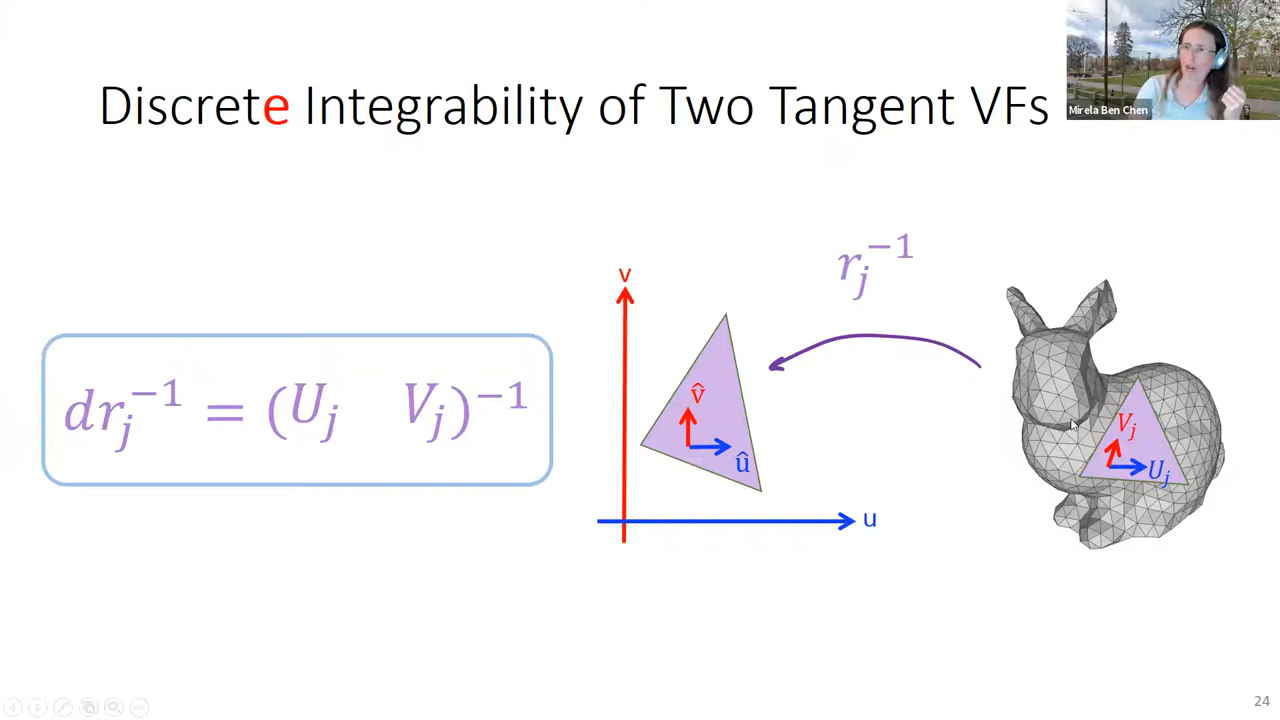 Discrete Integrability of Two Tangent VFs
Mirela Ben Chen
dr_j^{-1} = (U_j V_j)^{-1}
r_j^{-1}
v
v̂
û
u
V_j
U_j
24